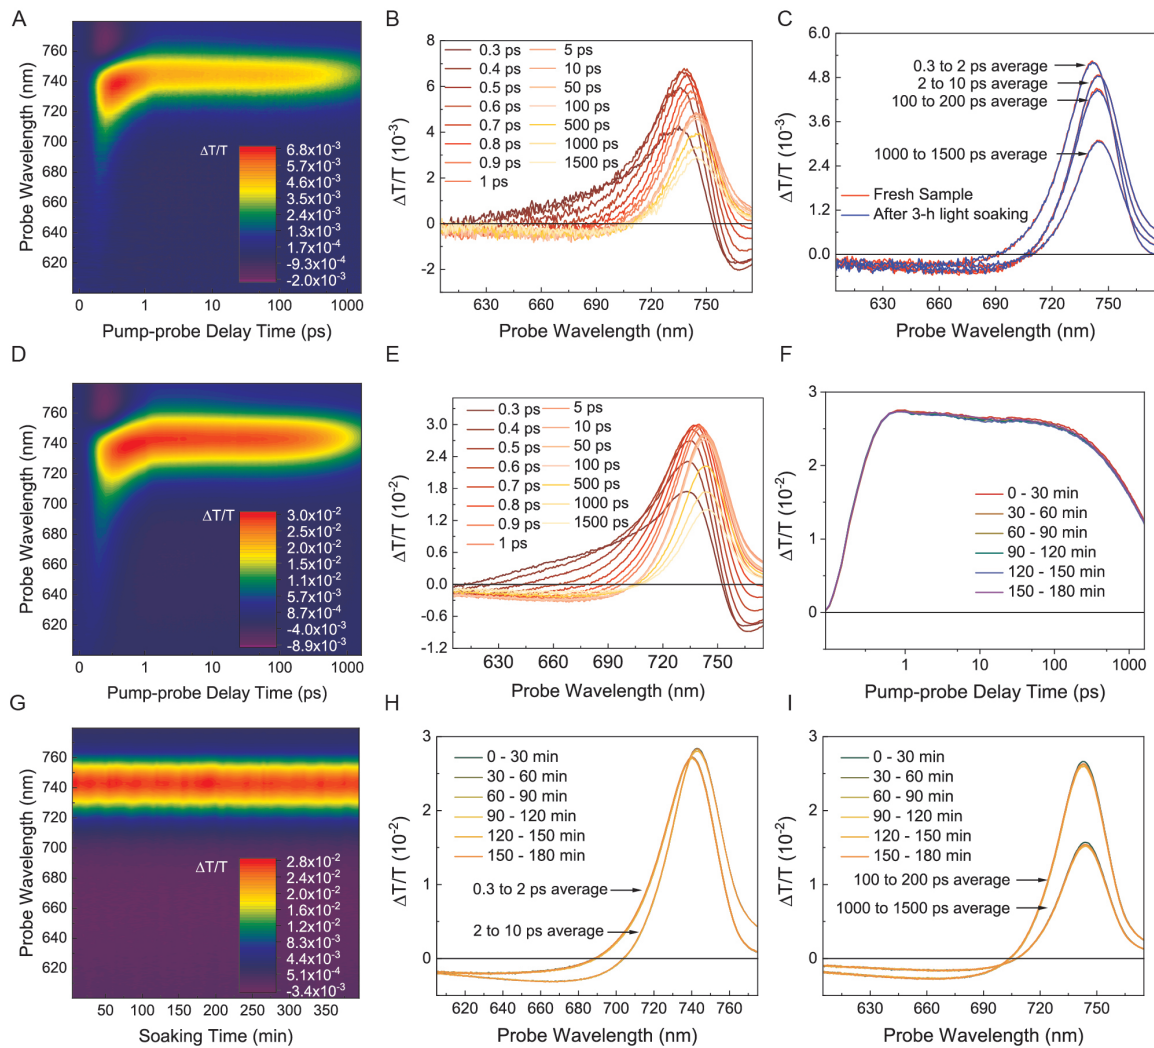 A
760
740
720
700
680
660
640
620
Probe Wavelength (nm)
ΔT/T
6.8x10⁻³
5.7x10⁻³
4.6x10⁻³
3.5x10⁻³
2.4x10⁻³
1.3x10⁻³
1.7x10⁻⁴
-9.3x10⁻⁴
-2.0x10⁻³
0 1 10 100 1000
Pump-probe Delay Time (ps)
B
8
6
4
2
0
-2
ΔT/T (10⁻³)
0.3 ps
0.4 ps
0.5 ps
0.6 ps
0.7 ps
0.8 ps
0.9 ps
1 ps
5 ps
10 ps
50 ps
100 ps
500 ps
1000 ps
1500 ps
630 660 690 720 750
Probe Wavelength (nm)
C
6.0
4.8
3.6
2.4
1.2
0.0
ΔT/T (10⁻³)
0.3 to 2 ps average
2 to 10 ps average
100 to 200 ps average
1000 to 1500 ps average
Fresh Sample
After 3-h light soaking
630 660 690 720 750
Probe Wavelength (nm)
D
760
740
720
700
680
660
640
620
Probe Wavelength (nm)
ΔT/T
3.0x10⁻²
2.5x10⁻²
2.0x10⁻²
1.5x10⁻²
1.1x10⁻²
5.7x10⁻³
8.7x10⁻⁴
-4.0x10⁻³
-8.9x10⁻³
0 1 10 100 1000
Pump-probe Delay Time (ps)
E
3.0
2.4
1.8
1.2
0.6
0.0
-0.6
-1.2
ΔT/T (10⁻²)
0.3 ps
0.4 ps
0.5 ps
0.6 ps
0.7 ps
0.8 ps
0.9 ps
1 ps
5 ps
10 ps
50 ps
100 ps
500 ps
1000 ps
1500 ps
630 660 690 720 750
Probe Wavelength (nm)
F
3
2
1
0
ΔT/T (10⁻²)
0 - 30 min
30 - 60 min
60 - 90 min
90 - 120 min
120 - 150 min
150 - 180 min
1 10 100 1000
Pump-probe Delay Time (ps)
G
760
740
720
700
680
660
640
620
Probe Wavelength (nm)
ΔT/T
2.8x10⁻²
2.4x10⁻²
2.0x10⁻²
1.6x10⁻²
1.2x10⁻²
8.3x10⁻³
4.4x10⁻³
5.1x10⁻⁴
-3.4x10⁻³
50 100 150 200 250 300 350
Soaking Time (min)
H
3
2
1
0
ΔT/T (10⁻²)
0 - 30 min
30 - 60 min
60 - 90 min
90 - 120 min
120 - 150 min
150 - 180 min
0.3 to 2 ps average
2 to 10 ps average
620 640 660 680 700 720 740 760
Probe Wavelength (nm)
I
3
2
1
0
ΔT/T (10⁻²)
0 - 30 min
30 - 60 min
60 - 90 min
90 - 120 min
120 - 150 min
150 - 180 min
100 to 200 ps average
1000 to 1500 ps average
650 700 750
Probe Wavelength (nm)